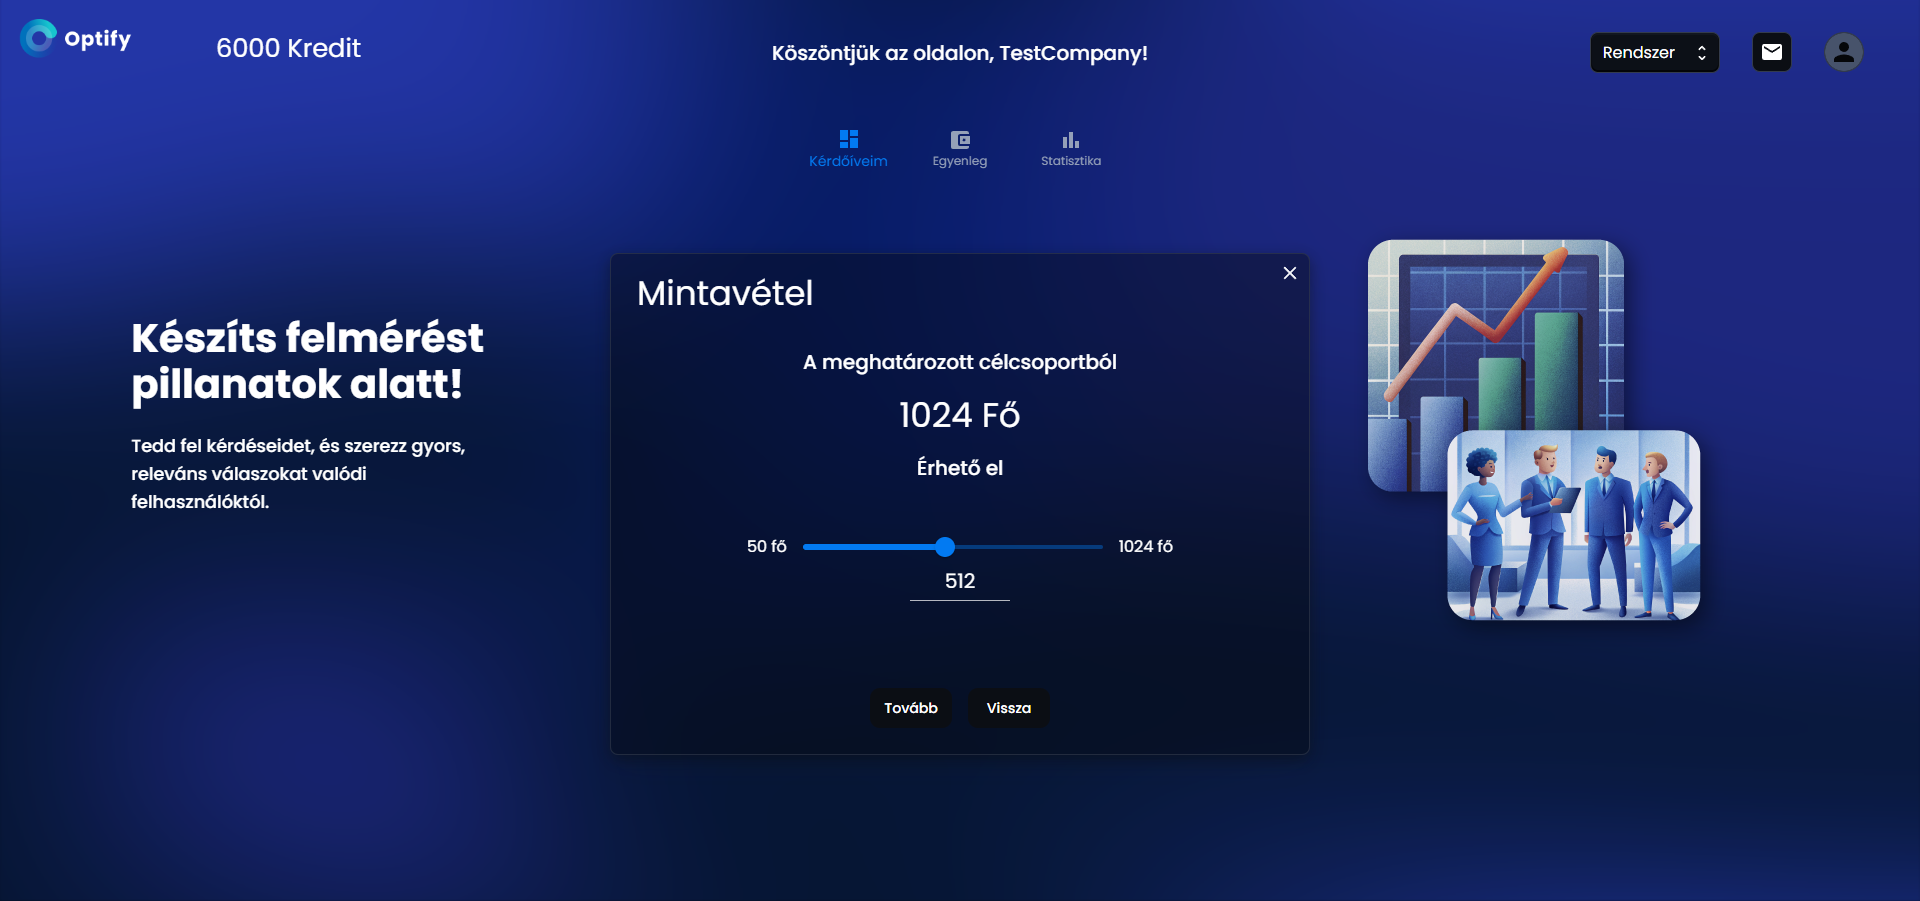 Optify
6000 Kredit
Köszöntjük az oldalon, TestCompany!
Rendszer
Kérdőíveim
Egyenleg
Statisztika
Készíts felmérést
pillanatok alatt!
Tedd fel kérdéseidet, és szerezz gyors,
releváns válaszokat valódi
felhasználóktól.
Mintavétel
A meghatározott célcsoportból
1024 Fő
Érhető el
50 fő
1024 fő
512
Tovább
Vissza